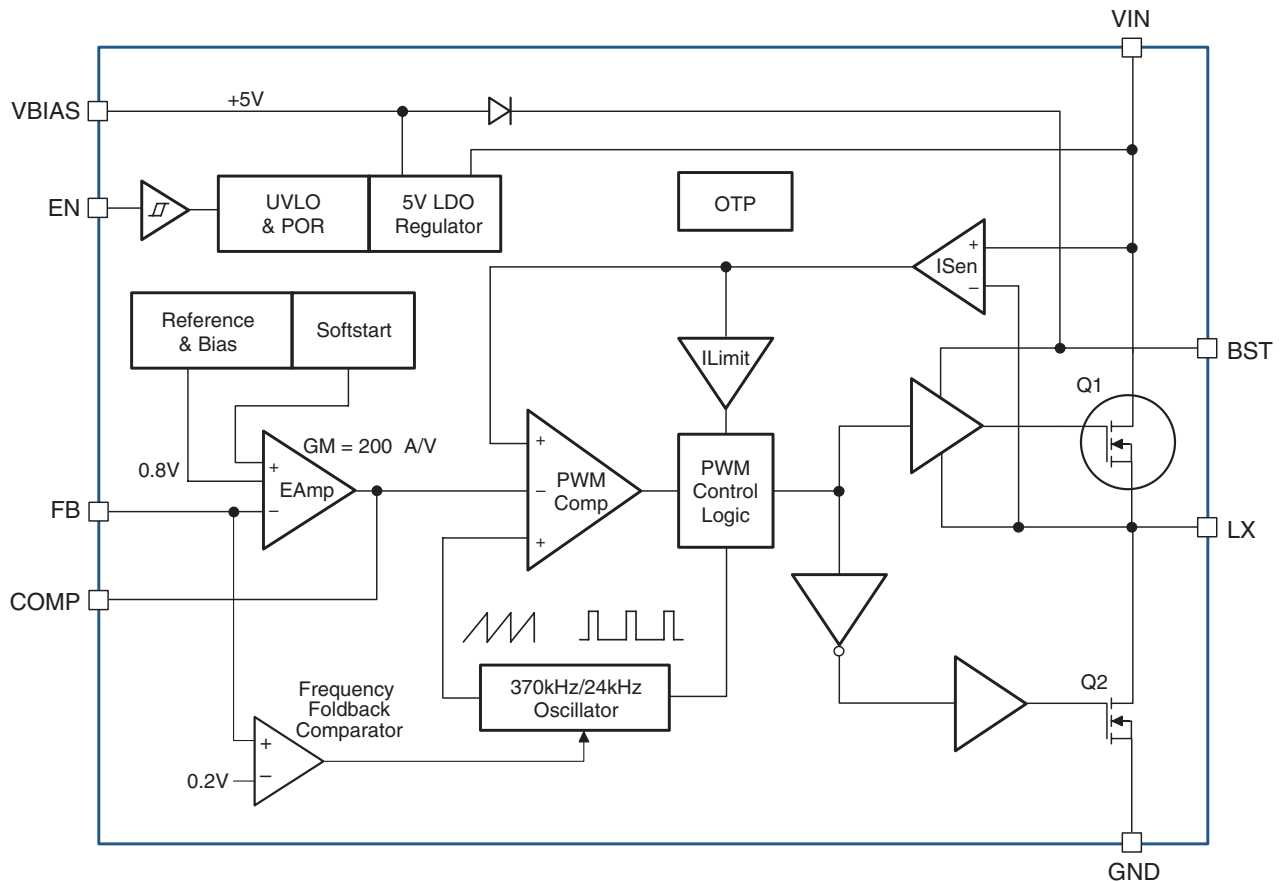 VIN
VBIAS
+5V
EN
UVLO
& POR
5V LDO
Regulator
OTP
+
ISen
−
Reference
& Bias
Softstart
ILimit
BST
Q1
GM = 200 A/V
0.8V
+
EAmp
−
+
PWM
Comp
−
+
PWM
Control
Logic
FB
LX
COMP
370kHz/24kHz
Oscillator
Frequency
Foldback
Comparator
+
0.2V
−
Q2
GND